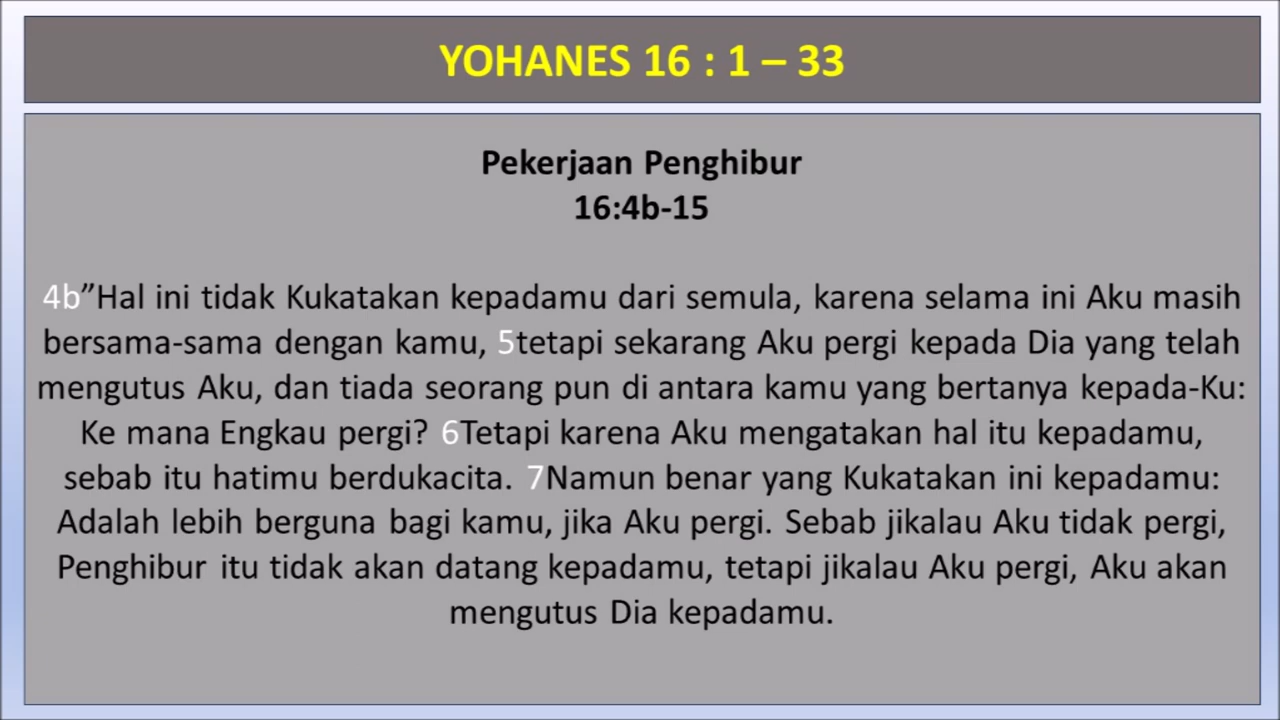 YOHANES 16 : 1 – 33
Pekerjaan Penghibur
16:4b-15
4b”Hal ini tidak Kukatakan kepadamu dari semula, karena selama ini Aku masih
bersama-sama dengan kamu, 5tetapi sekarang Aku pergi kepada Dia yang telah
mengutus Aku, dan tiada seorang pun di antara kamu yang bertanya kepada-Ku:
Ke mana Engkau pergi? 6Tetapi karena Aku mengatakan hal itu kepadamu,
sebab itu hatimu berdukacita. 7Namun benar yang Kukatakan ini kepadamu:
Adalah lebih berguna bagi kamu, jika Aku pergi. Sebab jikalau Aku tidak pergi,
Penghibur itu tidak akan datang kepadamu, tetapi jikalau Aku pergi, Aku akan
mengutus Dia kepadamu.